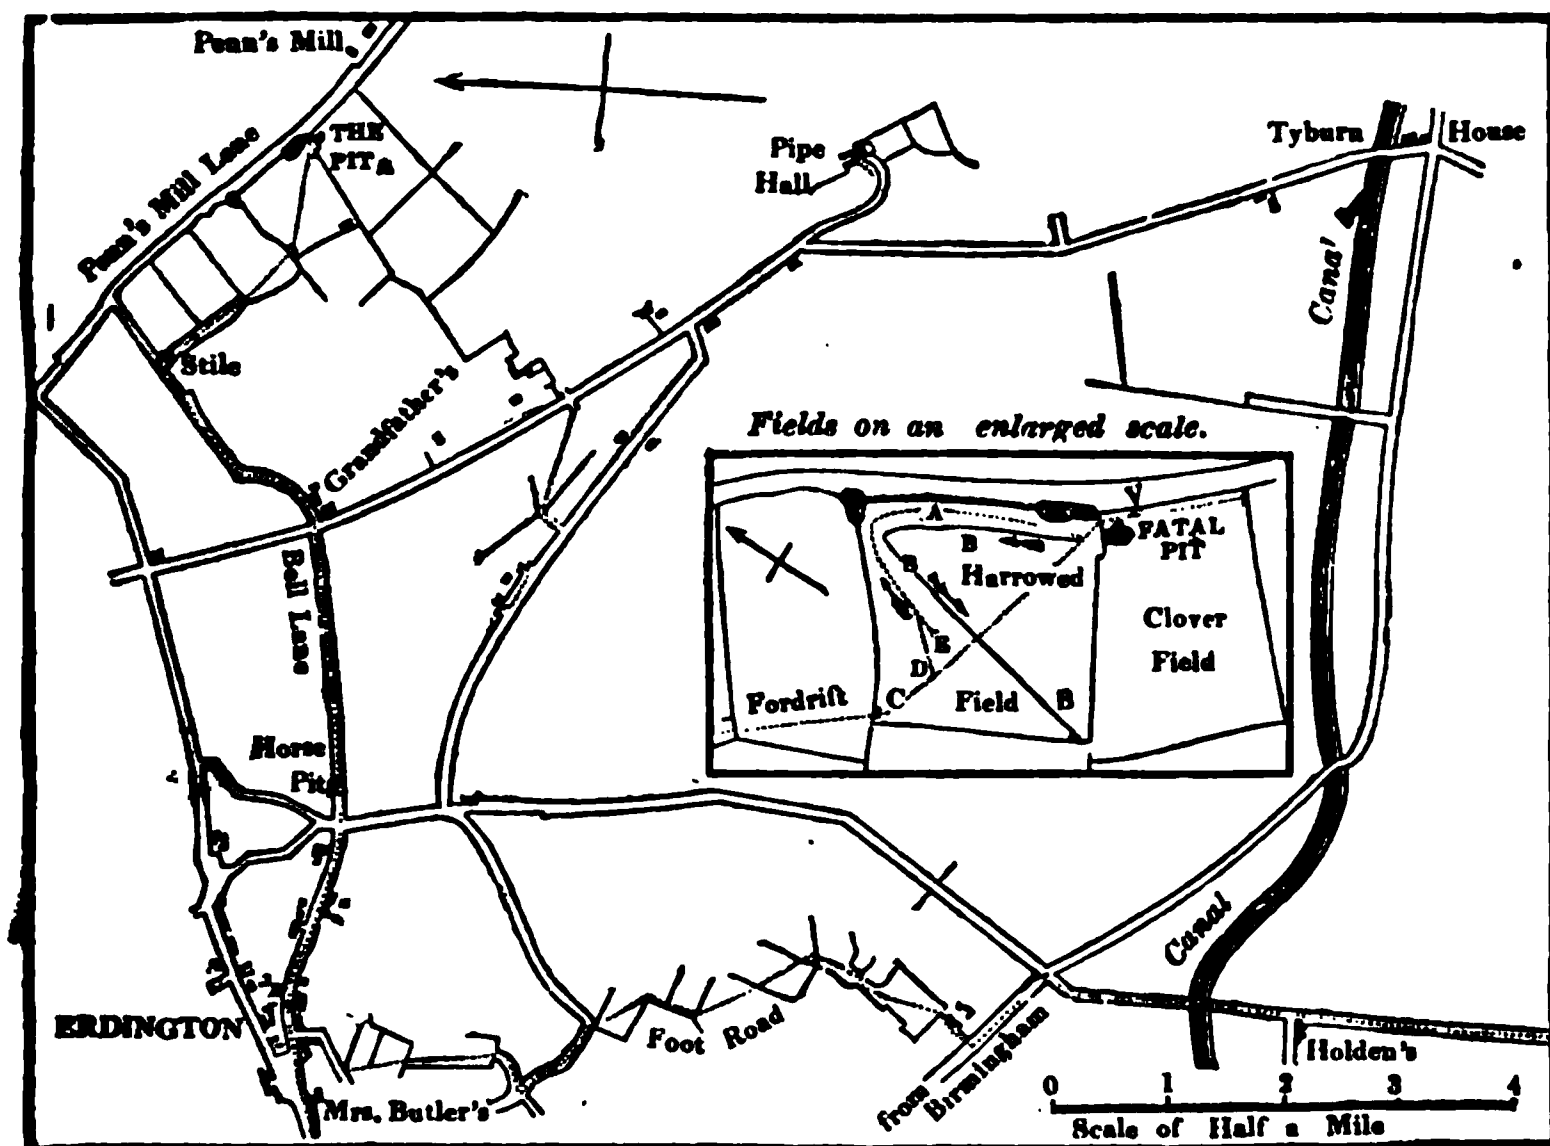 Penn's Mill
THE
PIT
Penn's Mill Lane
Pipe
Hall
Tyburn House
Canal
Stile
Grandfather's
Bell Lane
Fields on an enlarged scale.
A
Y
FATAL
PIT
B
B
Harrowed
Clover
Field
E
D
C
Field
B
Fordrift
Horse
Pit
Canal
ERDINGTON
Foot Road
Mrs. Butler's
from
Birmingham
Holden's
0 1 2 3 4
Scale of Half a Mile